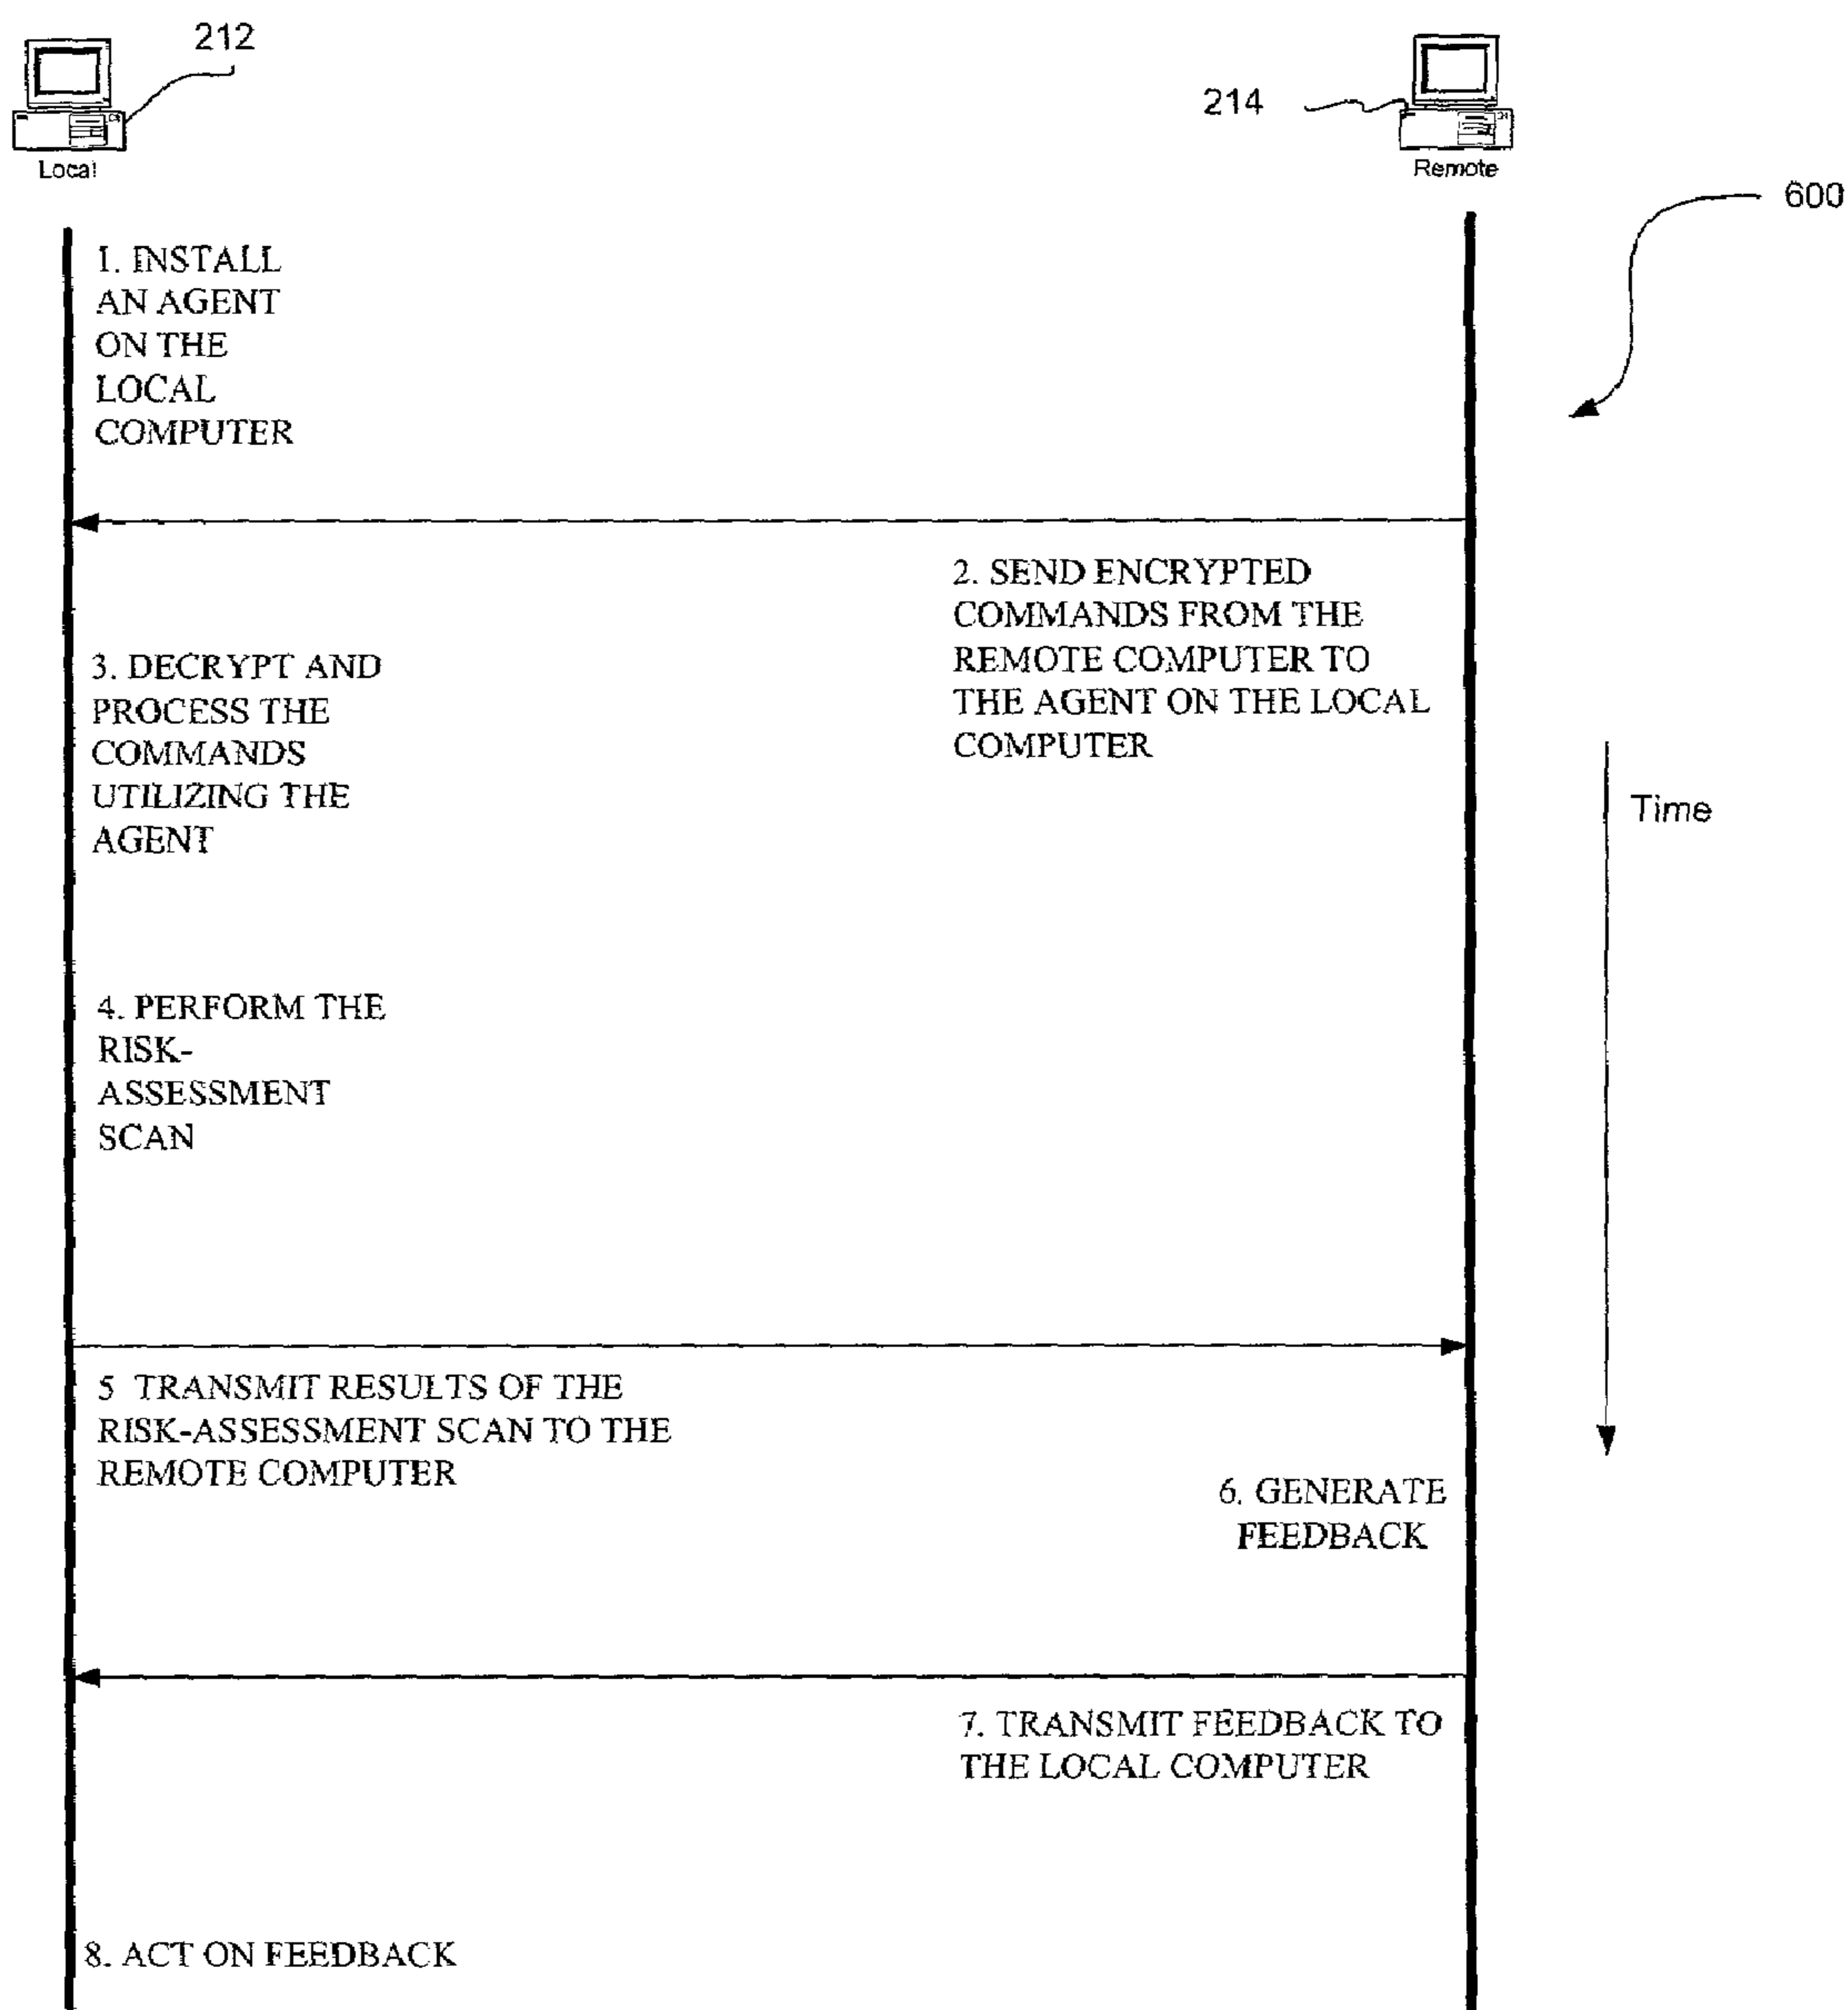 212
214
Local
Remote
600
1. INSTALL
AN AGENT
ON THE
LOCAL
COMPUTER
2. SEND ENCRYPTED
COMMANDS FROM THE
REMOTE COMPUTER TO
THE AGENT ON THE LOCAL
COMPUTER
3. DECRYPT AND
PROCESS THE
COMMANDS
UTILIZING THE
AGENT
Time
4. PERFORM THE
RISK-
ASSESSMENT
SCAN
5 TRANSMIT RESULTS OF THE
RISK-ASSESSMENT SCAN TO THE
REMOTE COMPUTER
6. GENERATE
FEEDBACK
7. TRANSMIT FEEDBACK TO
THE LOCAL COMPUTER
8. ACT ON FEEDBACK